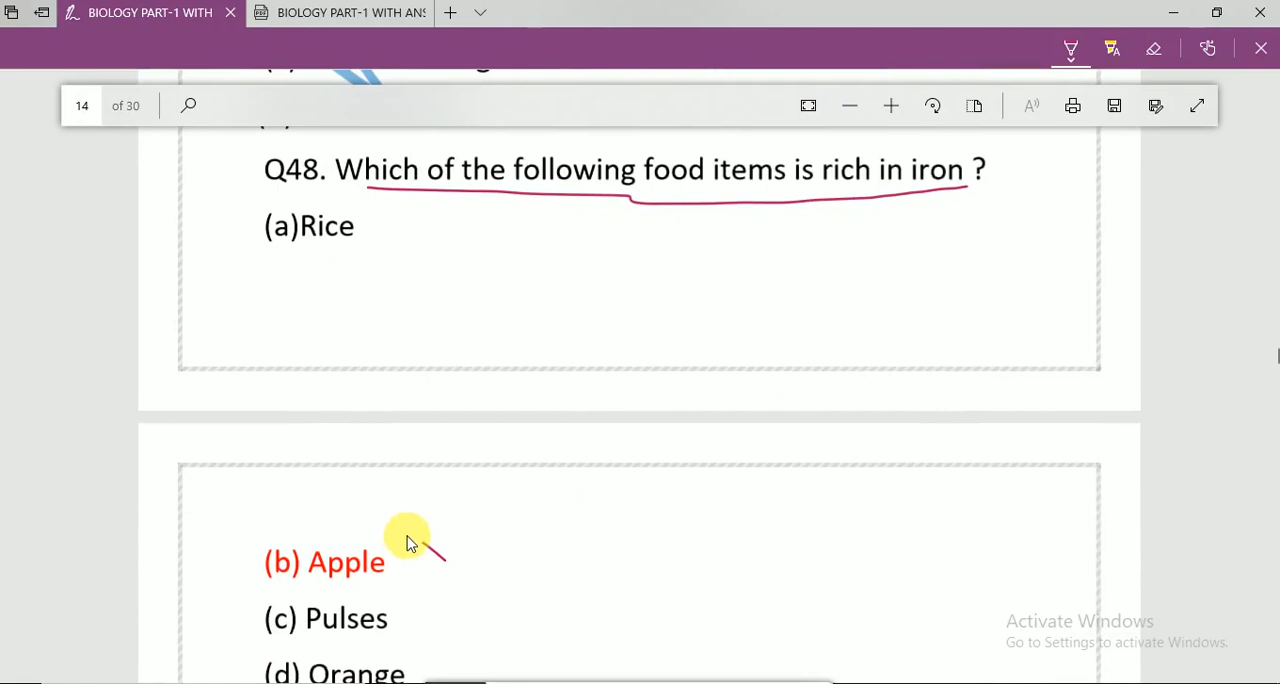 BIOLOGY PART-1 WITH
BIOLOGY PART-1 WITH ANS
14 of 30
Q48. Which of the following food items is rich in iron ?
(a)Rice
(b) Apple
(c) Pulses
(d) Orange
Activate Windows
Go to Settings to activate Windows.